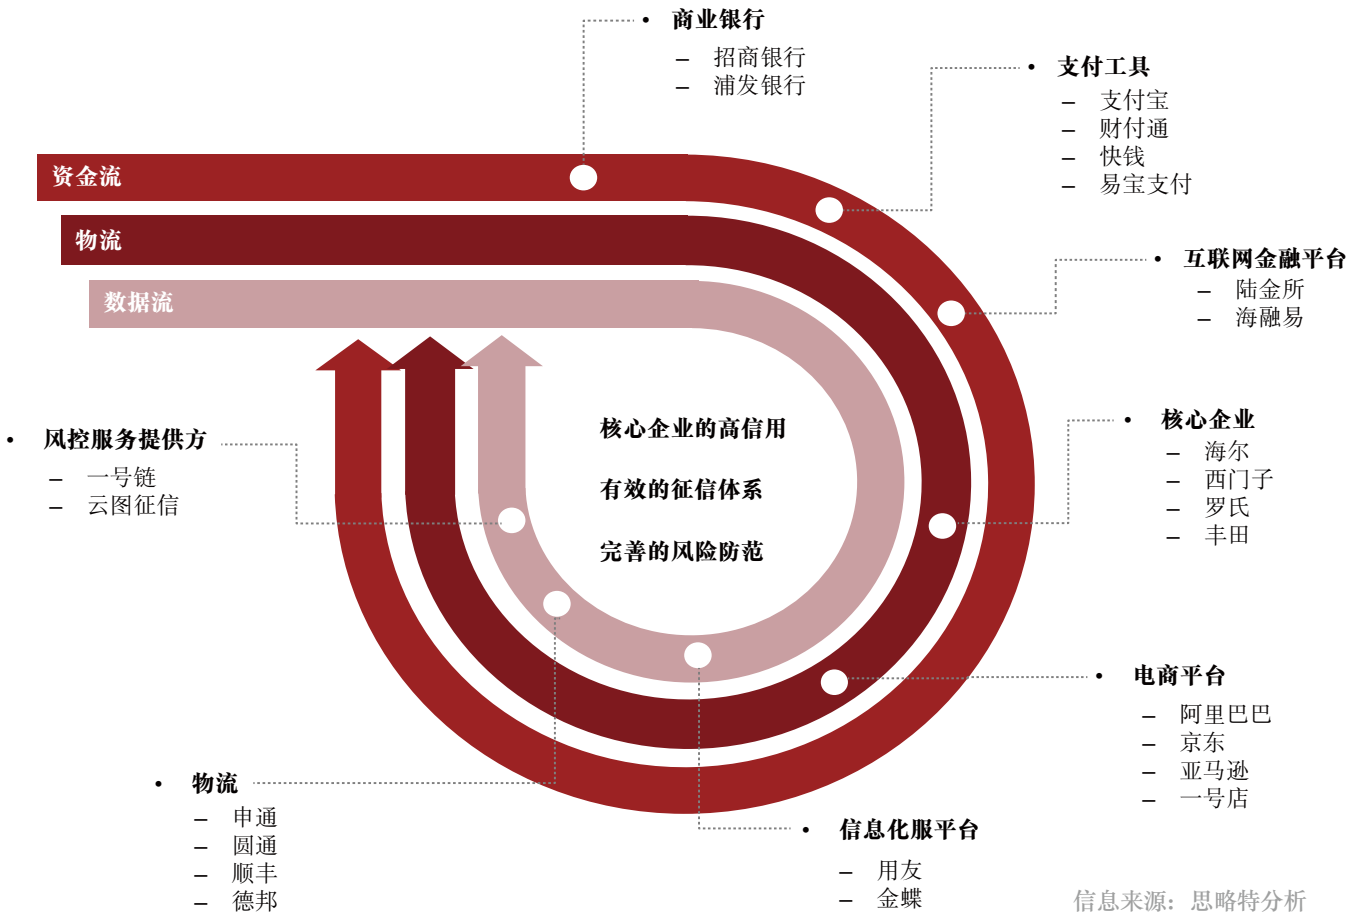 • 商业银行
– 招商银行
– 浦发银行
• 支付工具
– 支付宝
– 财付通
– 快钱
– 易宝支付
资金流
物流
数据流
• 互联网金融平台
– 陆金所
– 海融易
• 核心企业
– 海尔
– 西门子
– 罗氏
– 丰田
核心企业的高信用
有效的征信体系
完善的风险防范
• 风控服务提供方
– 一号链
– 云图征信
• 电商平台
– 阿里巴巴
– 京东
– 亚马逊
– 一号店
• 物流
– 申通
– 圆通
– 顺丰
– 德邦
• 信息化服平台
– 用友
– 金蝶
信息来源：思略特分析